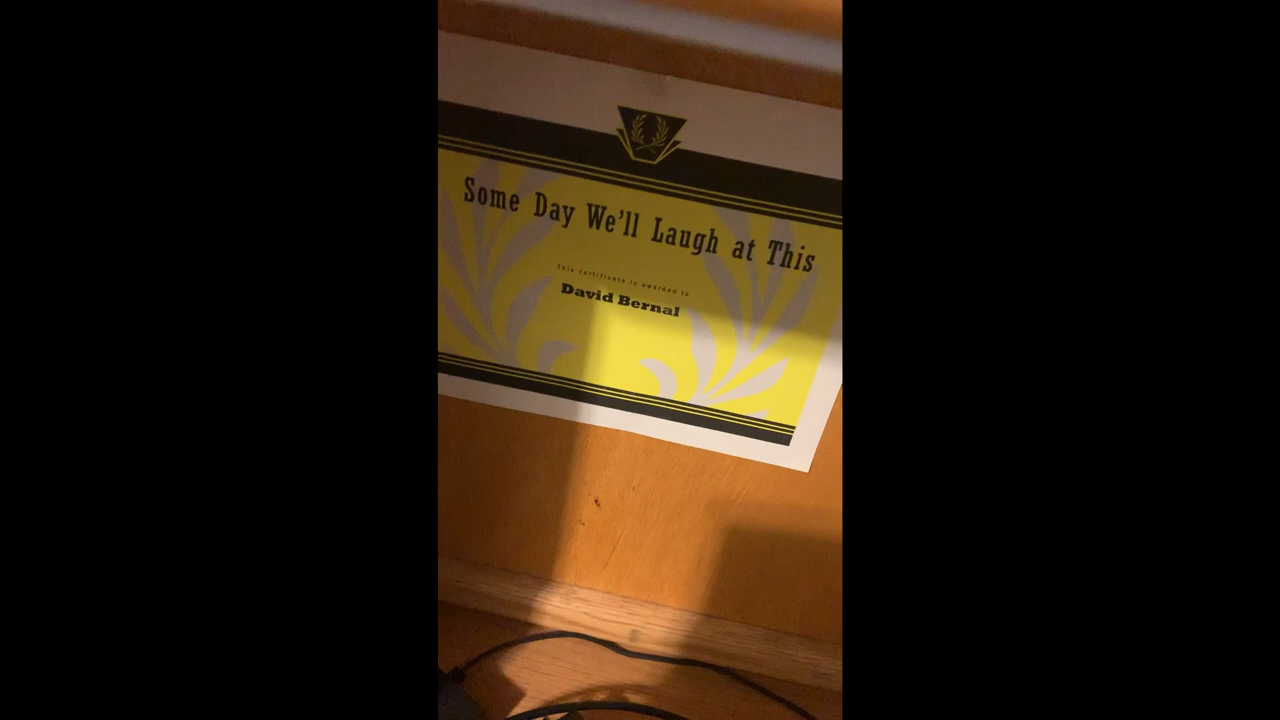 Some Day We'll Laugh at This
This certificate is awarded to
David Bernal